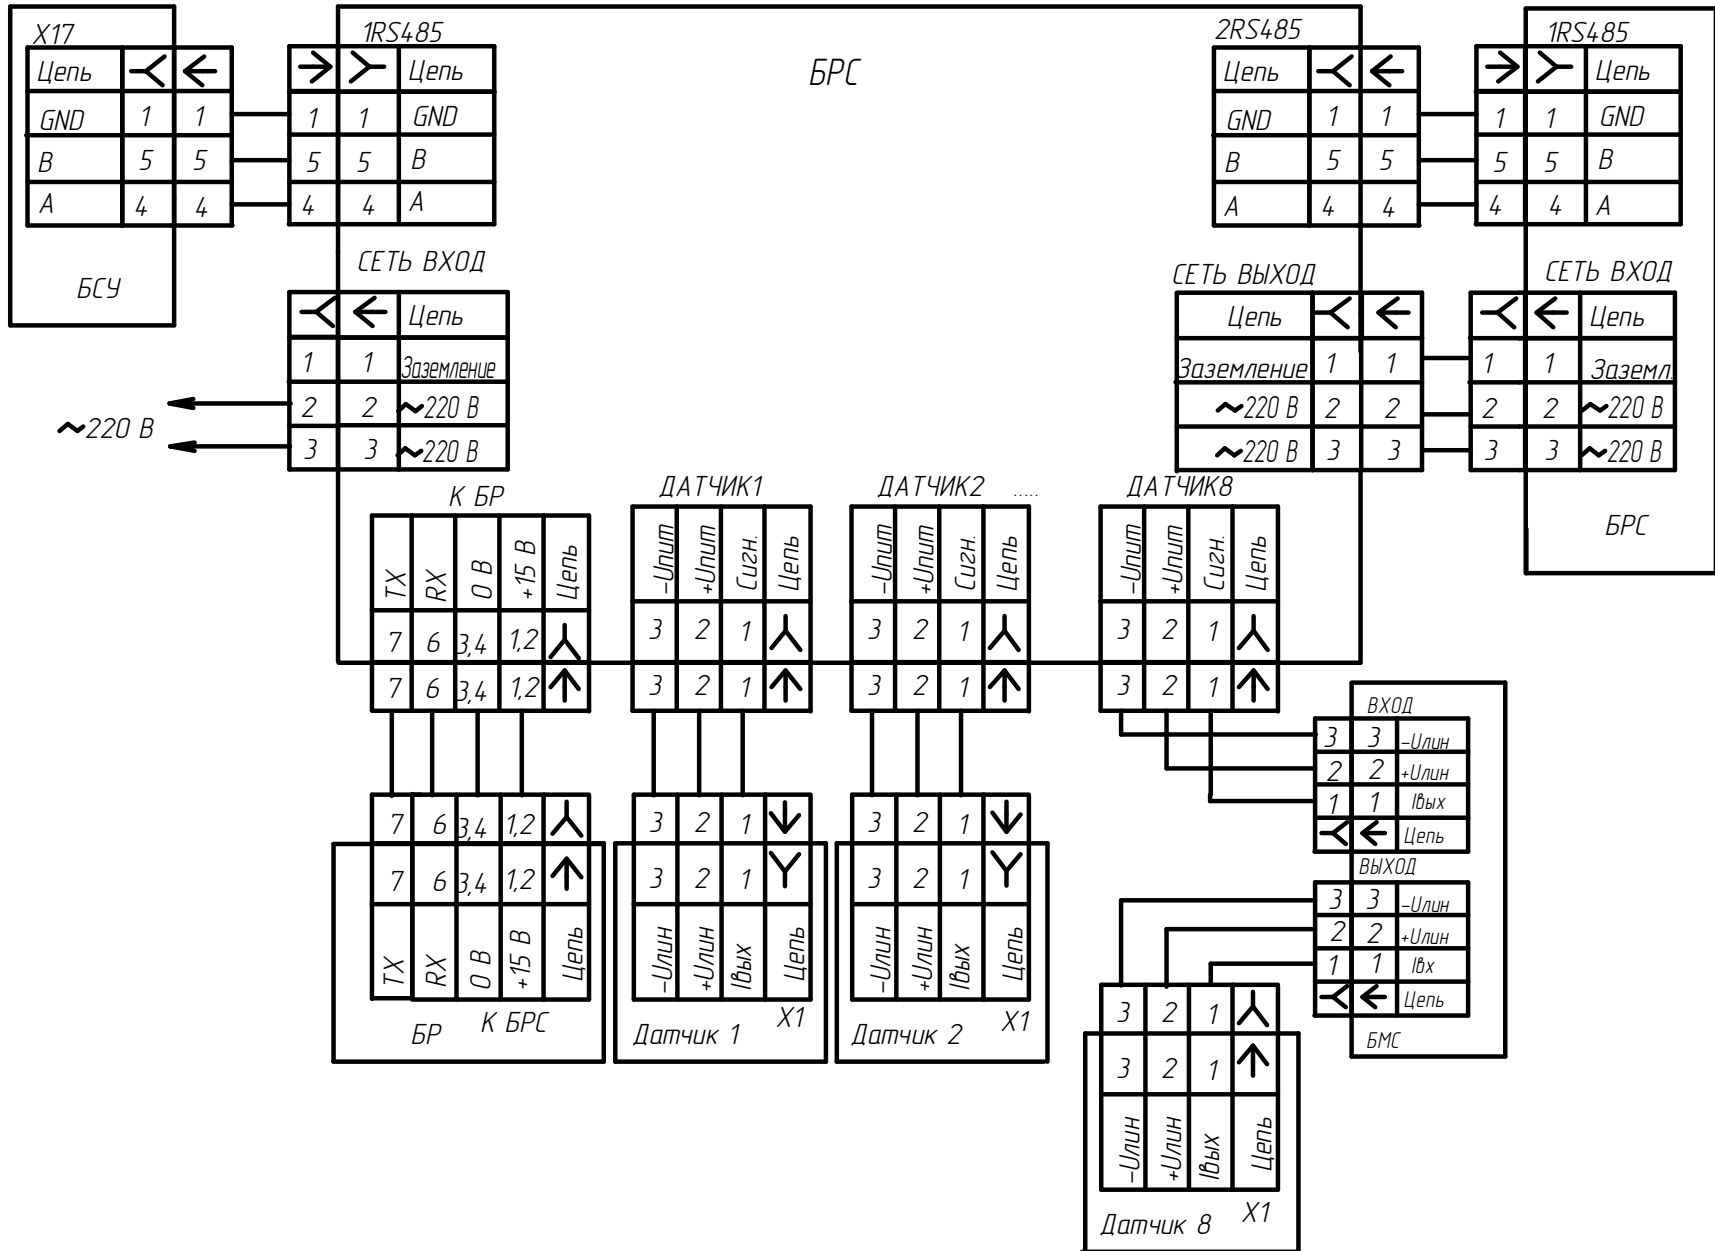 X17
Цепь
GND 1 1
B 5 5
A 4 4
БСУ
1RS485
Цепь
1 1 GND
5 5 B
4 4 A
БРС
2RS485
Цепь
GND 1 1
B 5 5
A 4 4
1RS485
Цепь
1 1 GND
5 5 B
4 4 A
СЕТЬ ВХОД
Цепь
1 1 Заземление
2 2 ~220 В
3 3 ~220 В
~220 В
СЕТЬ ВЫХОД
Цепь
Заземление 1 1
~220 В 2 2
~220 В 3 3
СЕТЬ ВХОД
Цепь
1 1 Заземл.
2 2 ~220 В
3 3 ~220 В
БРС
К БР
TX RX 0 В +15 В Цепь
7 6 3,4 1,2
7 6 3,4 1,2
ДАТЧИК1
-Uпит +Uпит Сигн. Цепь
3 2 1
3 2 1
ДАТЧИК2 .....
-Uпит +Uпит Сигн. Цепь
3 2 1
3 2 1
ДАТЧИК8
-Uпит +Uпит Сигн. Цепь
3 2 1
3 2 1
7 6 3,4 1,2
7 6 3,4 1,2
TX RX 0 В +15 В Цепь
БР К БРС
3 2 1
3 2 1
-Uлин +Uлин Iвых Цепь
Датчик 1 X1
3 2 1
3 2 1
-Uлин +Uлин Iвых Цепь
Датчик 2 X1
ВХОД
3 3 -Uлин
2 2 +Uлин
1 1 Iвых
Цепь
ВЫХОД
3 3 -Uлин
2 2 +Uлин
1 1 Iвх
Цепь
БМС
3 2 1
3 2 1
-Uлин +Uлин Iвых Цепь
Датчик 8 X1